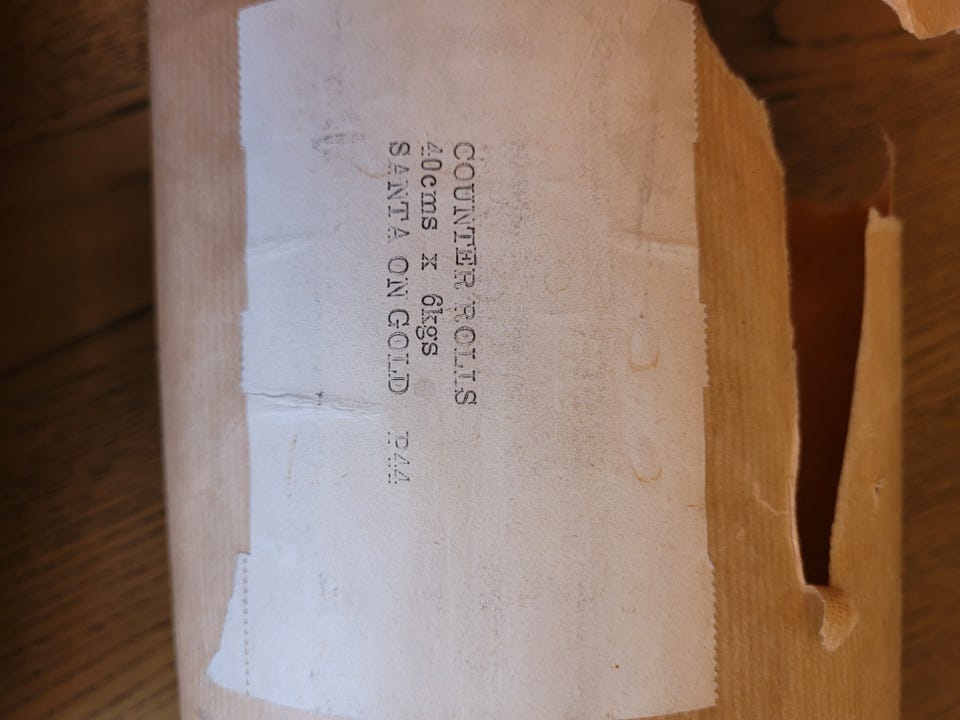 COUNTER ROLLS
40cms x 6kgs
SANTA ON GOLD P44